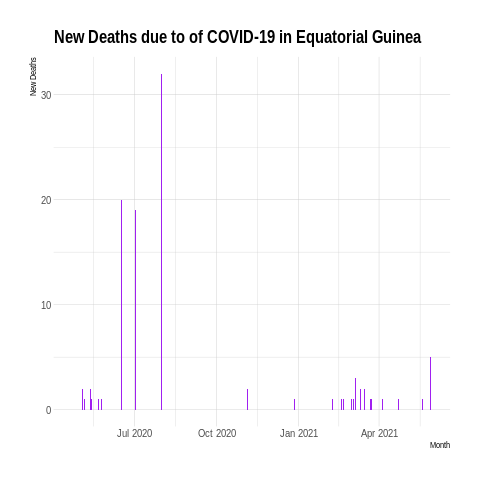 New Deaths due to of COVID-19 in Equatorial Guinea
New Deaths
30
20
10
0
Jul 2020 Oct 2020 Jan 2021 Apr 2021
Month